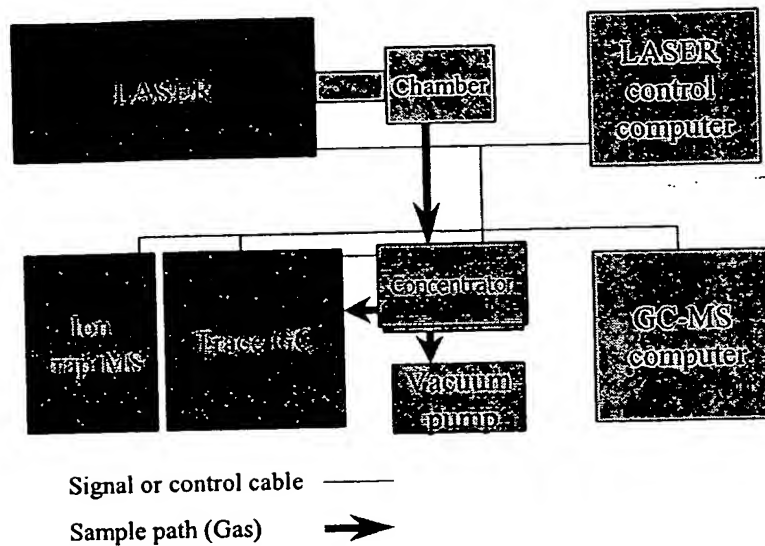 LASER
Chamber
LASER
control
computer
Ion
MS
Trace GC
Concentrator
Vacuum
pump
GC-MS
computer
Signal or control cable
Sample path (Gas)